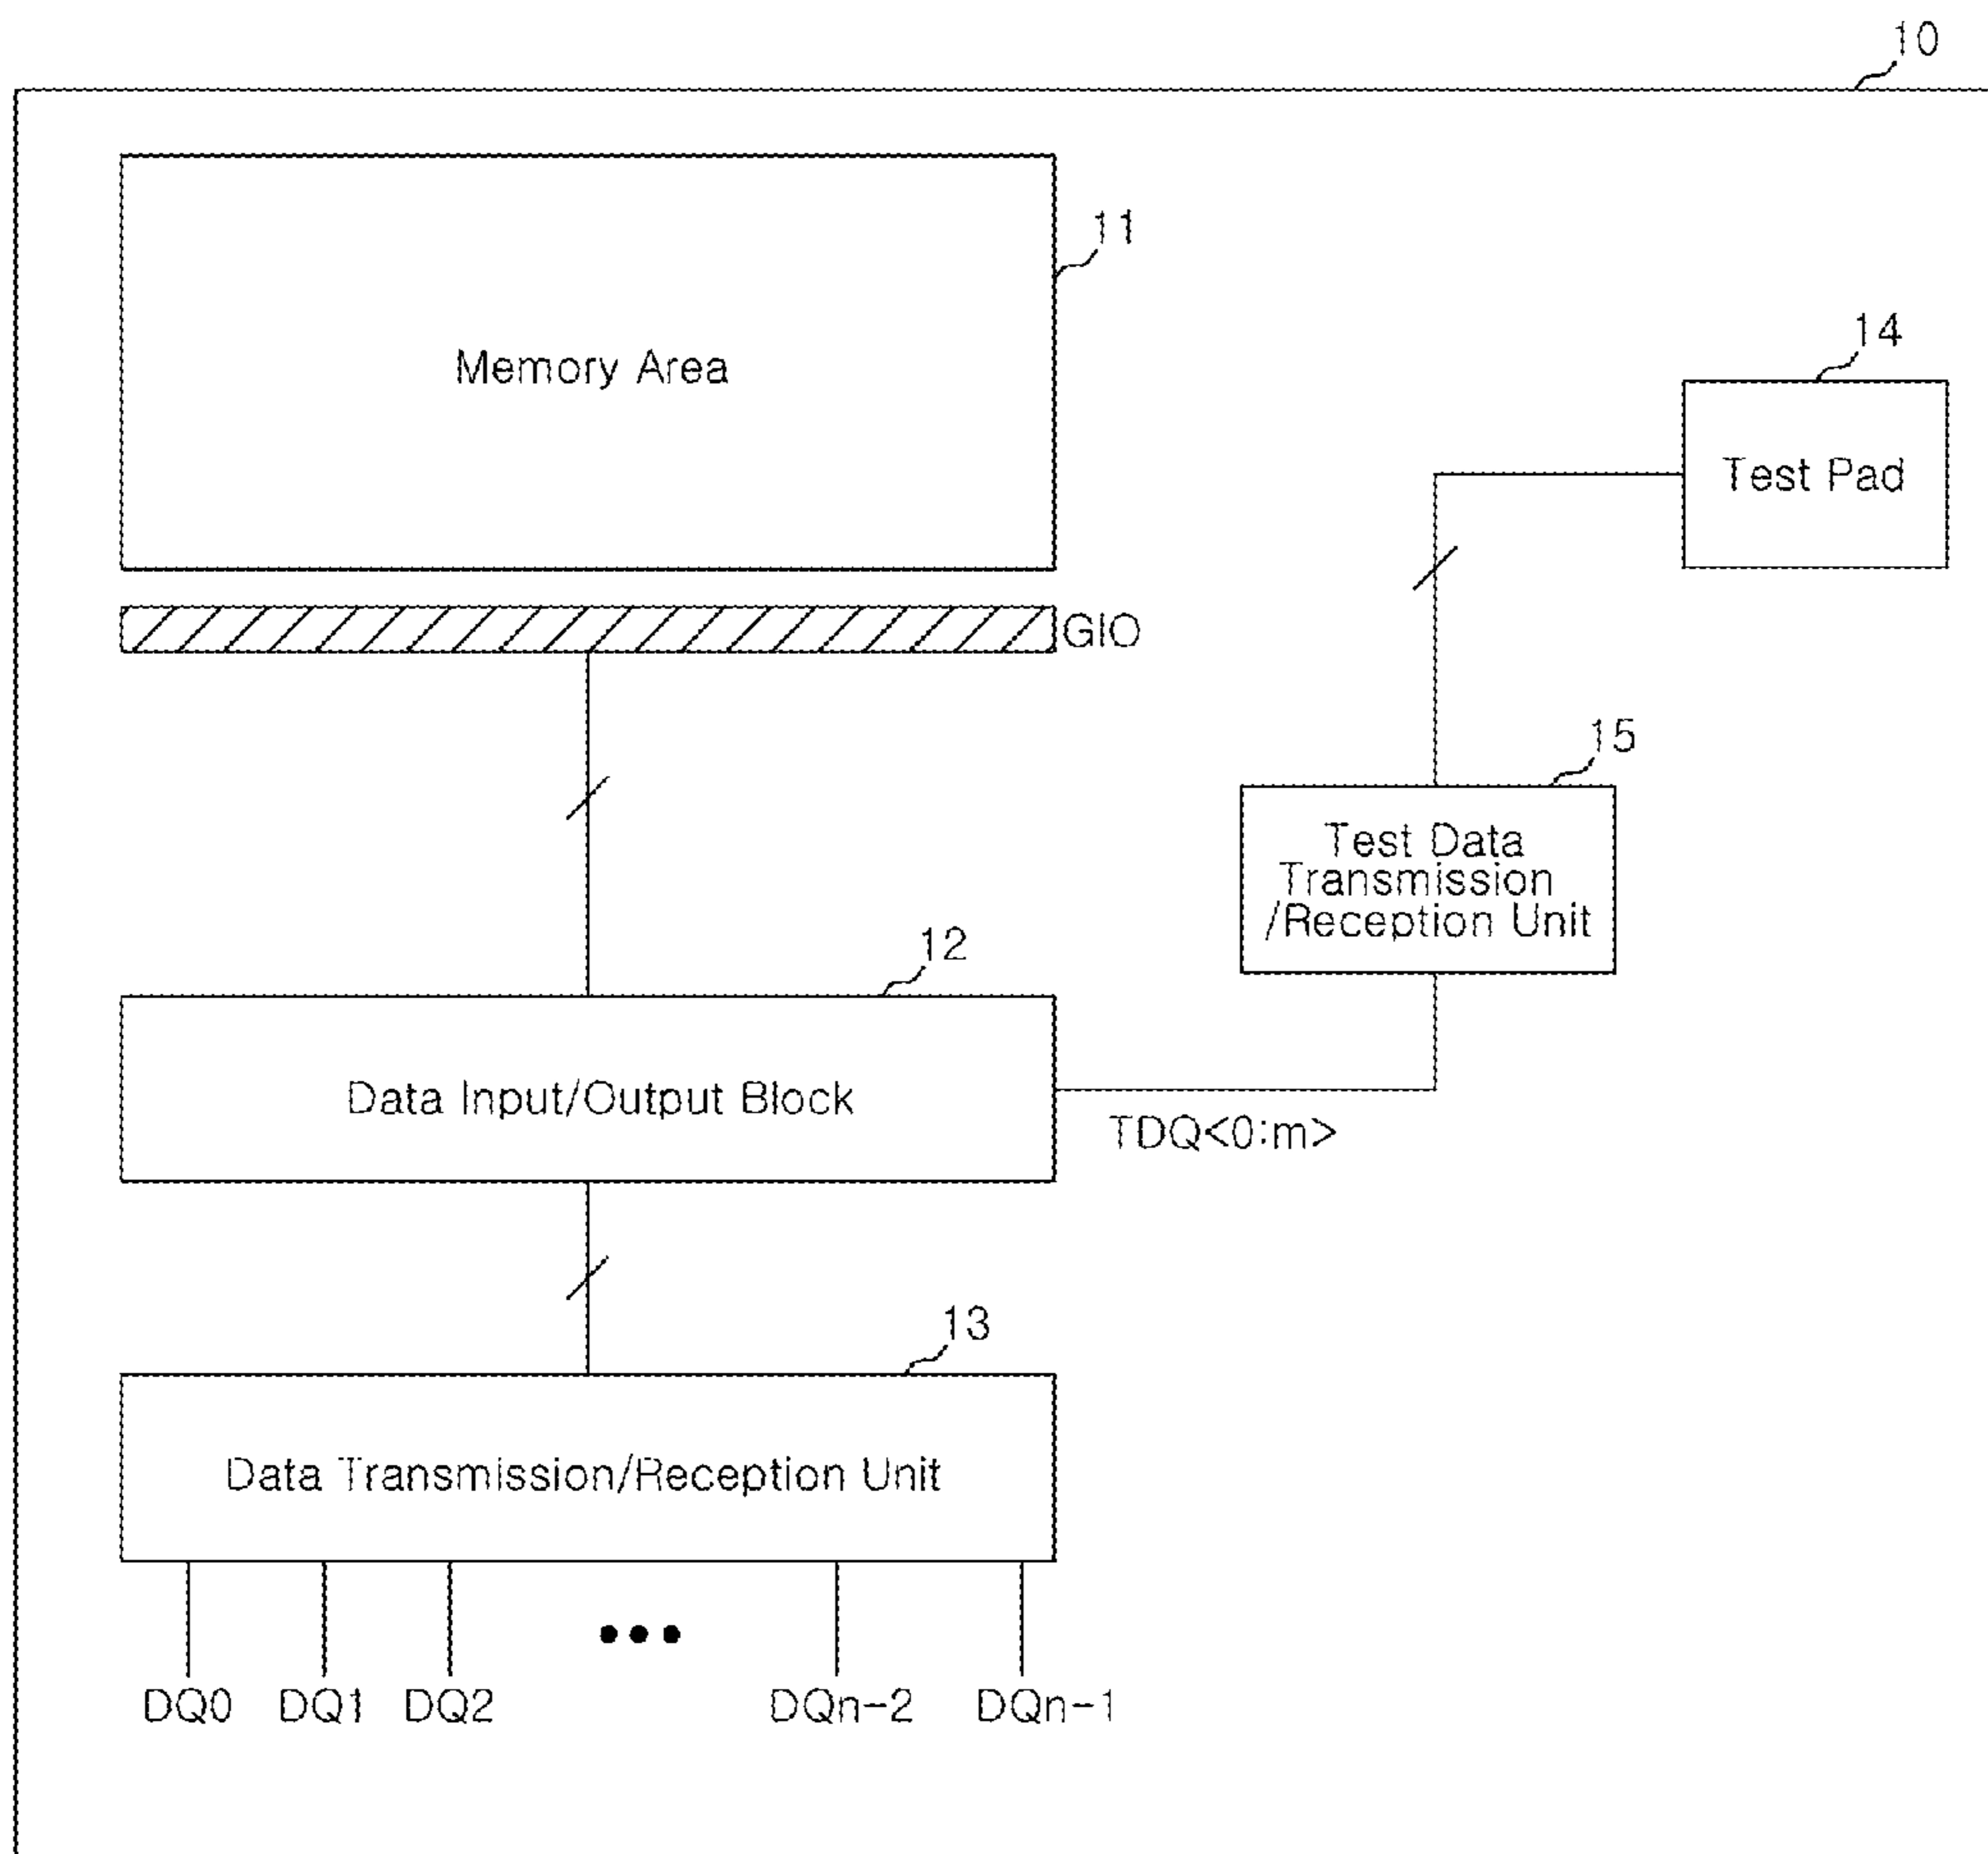 10
11
Memory Area
14
Test Pad
GIO
15
Test Data
Transmission
/Reception Unit
12
Data Input/Output Block
TDQ<0:m>
13
Data Transmission/Reception Unit
DQ0 DQ1 DQ2 ••• DQn-2 DQn-1